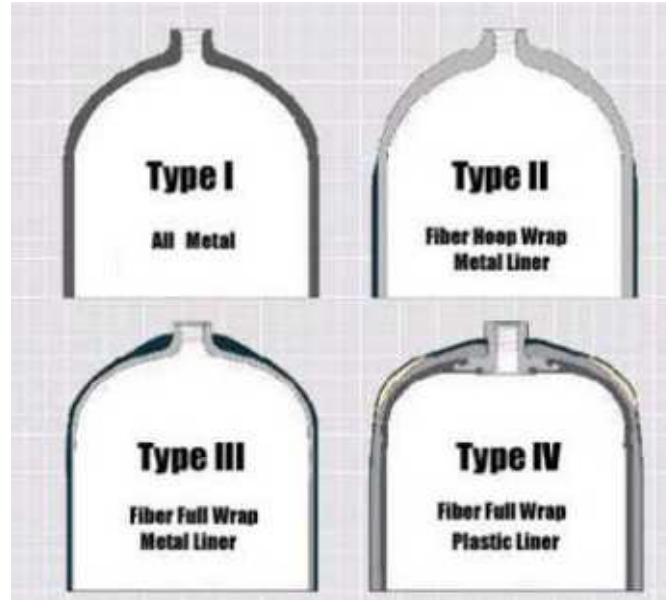 Type I
All Metal
Type II
Fiber Hoop Wrap
Metal Liner
Type III
Fiber Full Wrap
Metal Liner
Type IV
Fiber Full Wrap
Plastic Liner